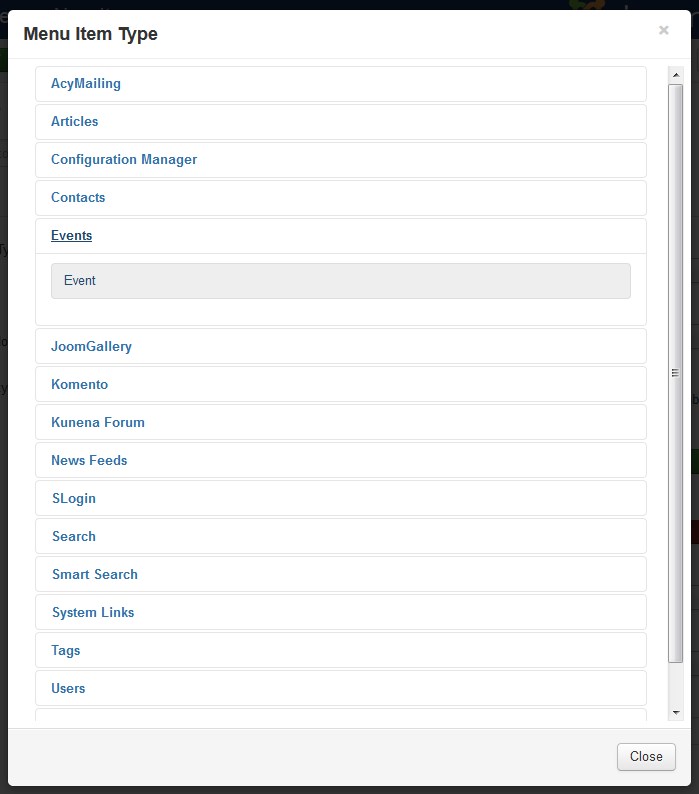 Menu Item Type
×
AcyMailing
Articles
Configuration Manager
Contacts
Events
Event
JoomGallery
Komento
Kunena Forum
News Feeds
SLogin
Search
Smart Search
System Links
Tags
Users
Close